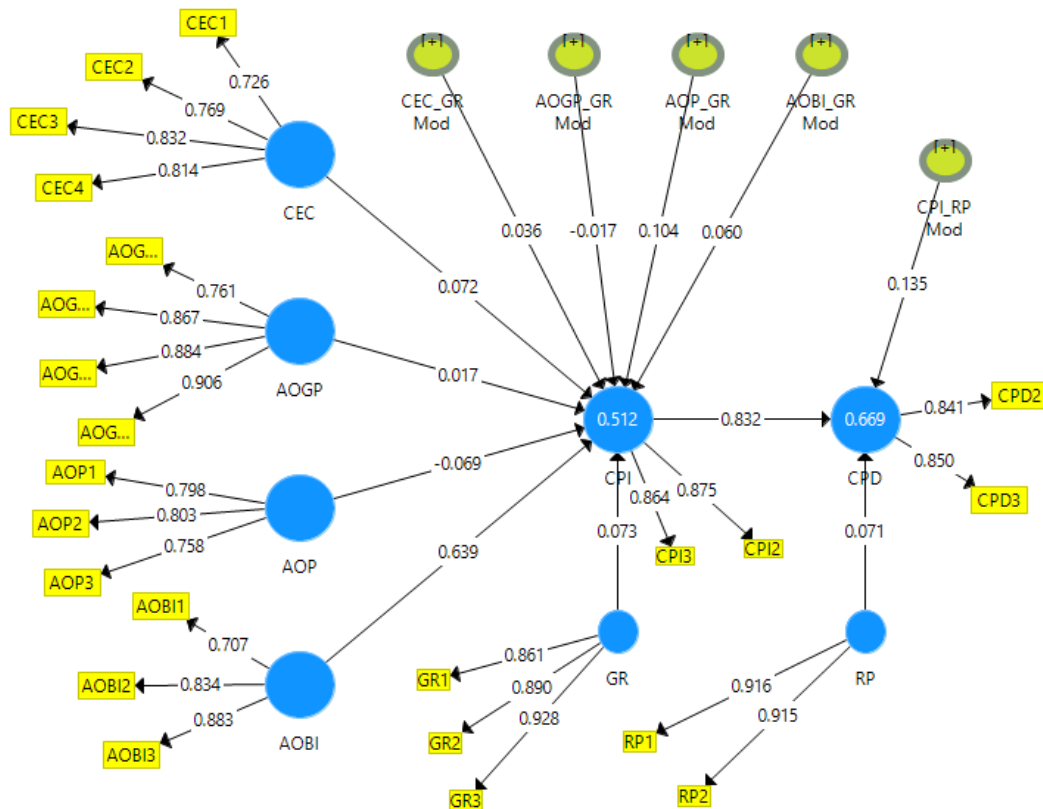 CEC1
CEC2
CEC3
CEC4
0.726
0.769
0.832
0.814
CEC
[+]
CEC_GR
Mod
[+]
AOGP_GR
Mod
[+]
AOP_GR
Mod
[+]
AOBI_GR
Mod
[+]
CPI_RP
Mod
0.036
-0.017
0.104
0.060
0.135
0.072
AOG...
AOG...
AOG...
AOG...
0.761
0.867
0.884
0.906
AOGP
0.017
0.512
CPI
0.832
0.669
CPD
0.841
CPD2
0.850
CPD3
-0.069
0.864
0.875
CPI3
CPI2
AOP1
AOP2
AOP3
0.798
0.803
0.758
AOP
0.639
0.073
0.071
AOBI1
AOBI2
AOBI3
0.707
0.834
0.883
AOBI
GR1
GR2
GR3
0.861
0.890
0.928
GR
RP
0.916
0.915
RP1
RP2